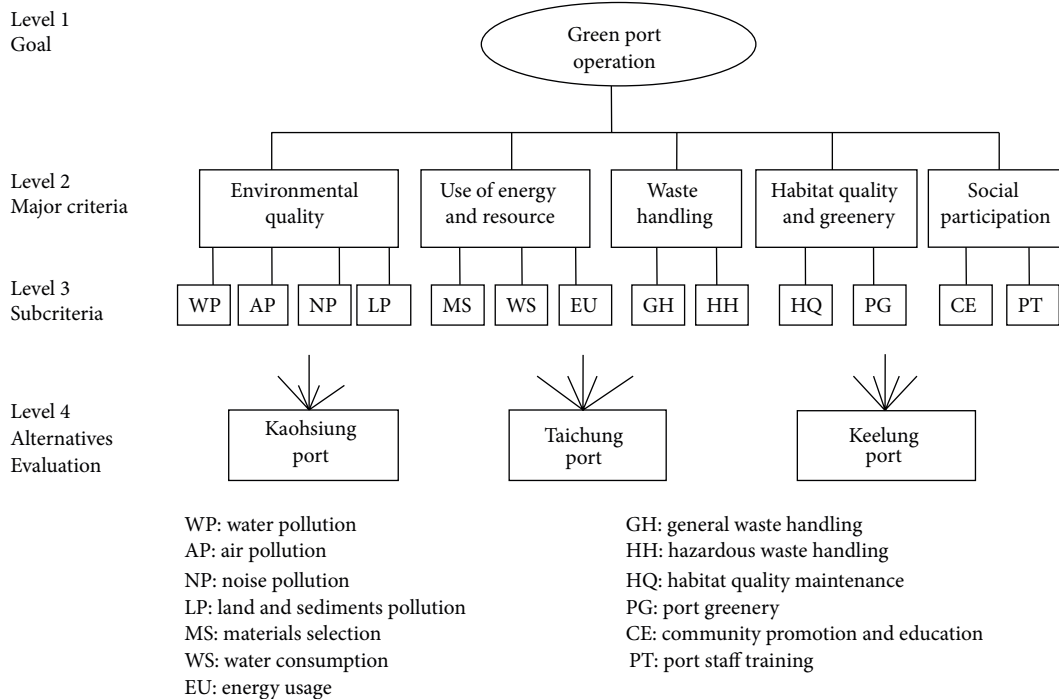 Level 1
Goal
Green port
operation
Level 2
Major criteria
Environmental
quality
Use of energy
and resource
Waste
handling
Habitat quality
and greenery
Social
participation
Level 3
Subcriteria
WP
AP
NP
LP
MS
WS
EU
GH
HH
HQ
PG
CE
PT
Level 4
Alternatives
Evaluation
Kaohsiung
port
Taichung
port
Keelung
port
WP: water pollution
AP: air pollution
NP: noise pollution
LP: land and sediments pollution
MS: materials selection
WS: water consumption
EU: energy usage
GH: general waste handling
HH: hazardous waste handling
HQ: habitat quality maintenance
PG: port greenery
CE: community promotion and education
PT: port staff training